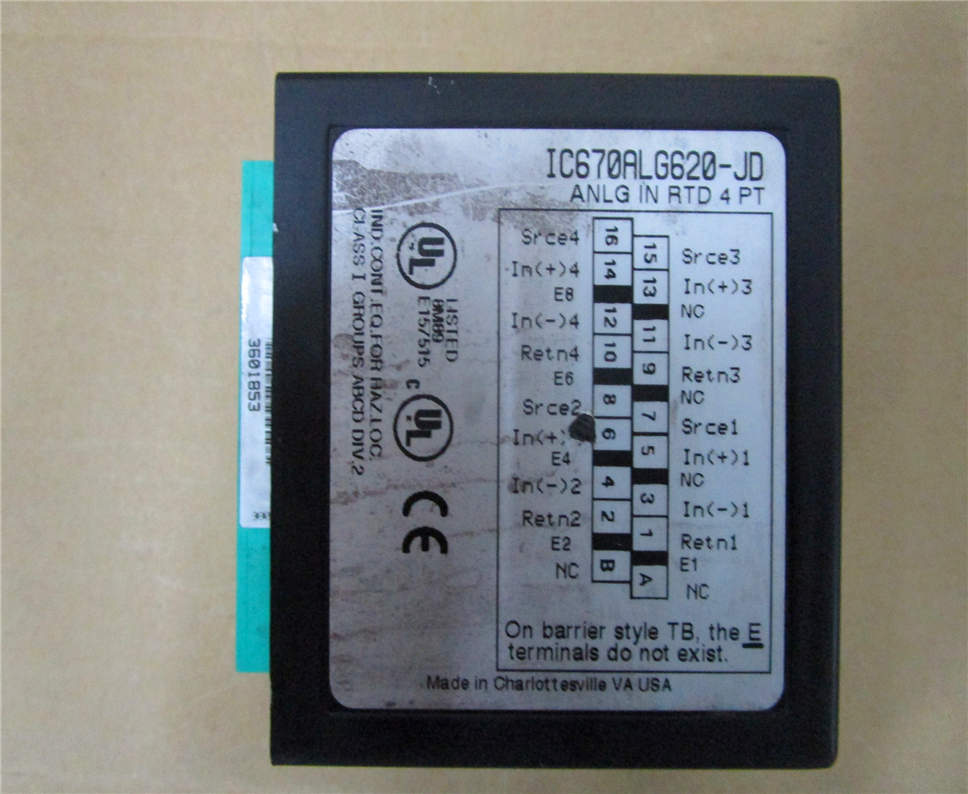 IC670ALG620-JD
ANLG IN RTD 4 PT
Srce4 16
15 Srce3
In(+)4 14
13 In(+)3
E8
NC
In(-)4 12
11 In(-)3
Retn4 10
9 Retn3
E6
NC
Srce2 8
7 Srce1
In(+) 6
5 In(+)1
E4
NC
In(-)2 4
3 In(-)1
Retn2 2
1 Retn1
E2
E1
NC B
A NC
On barrier style TB, the E
terminals do not exist.
Made in Charlottesville VA USA
UL
LISTED
E157515
C UL
CE
IND.CONT.EQ.FOR HAZ.LOC.
CLASS I GROUPS ABCD DIV.2
3601853